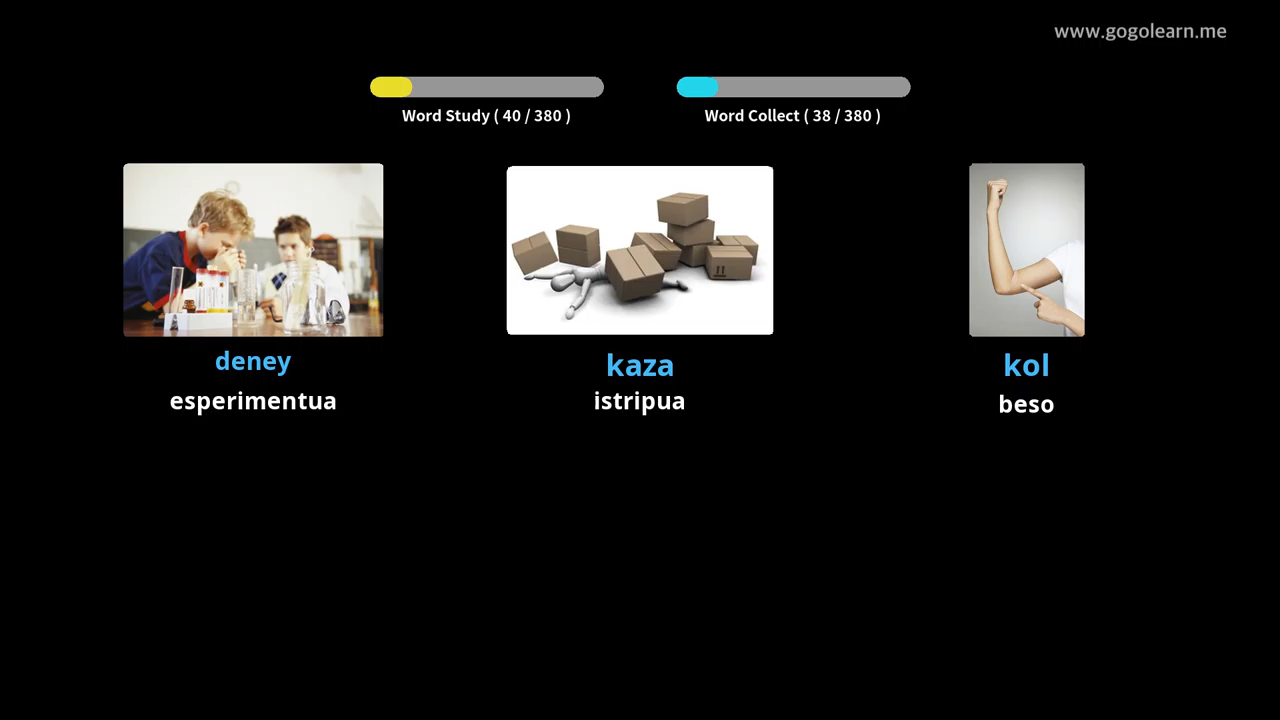 www.gogolearn.me
Word Study ( 40 / 380 )
Word Collect ( 38 / 380 )
deney
esperimentua
kaza
istripua
kol
beso